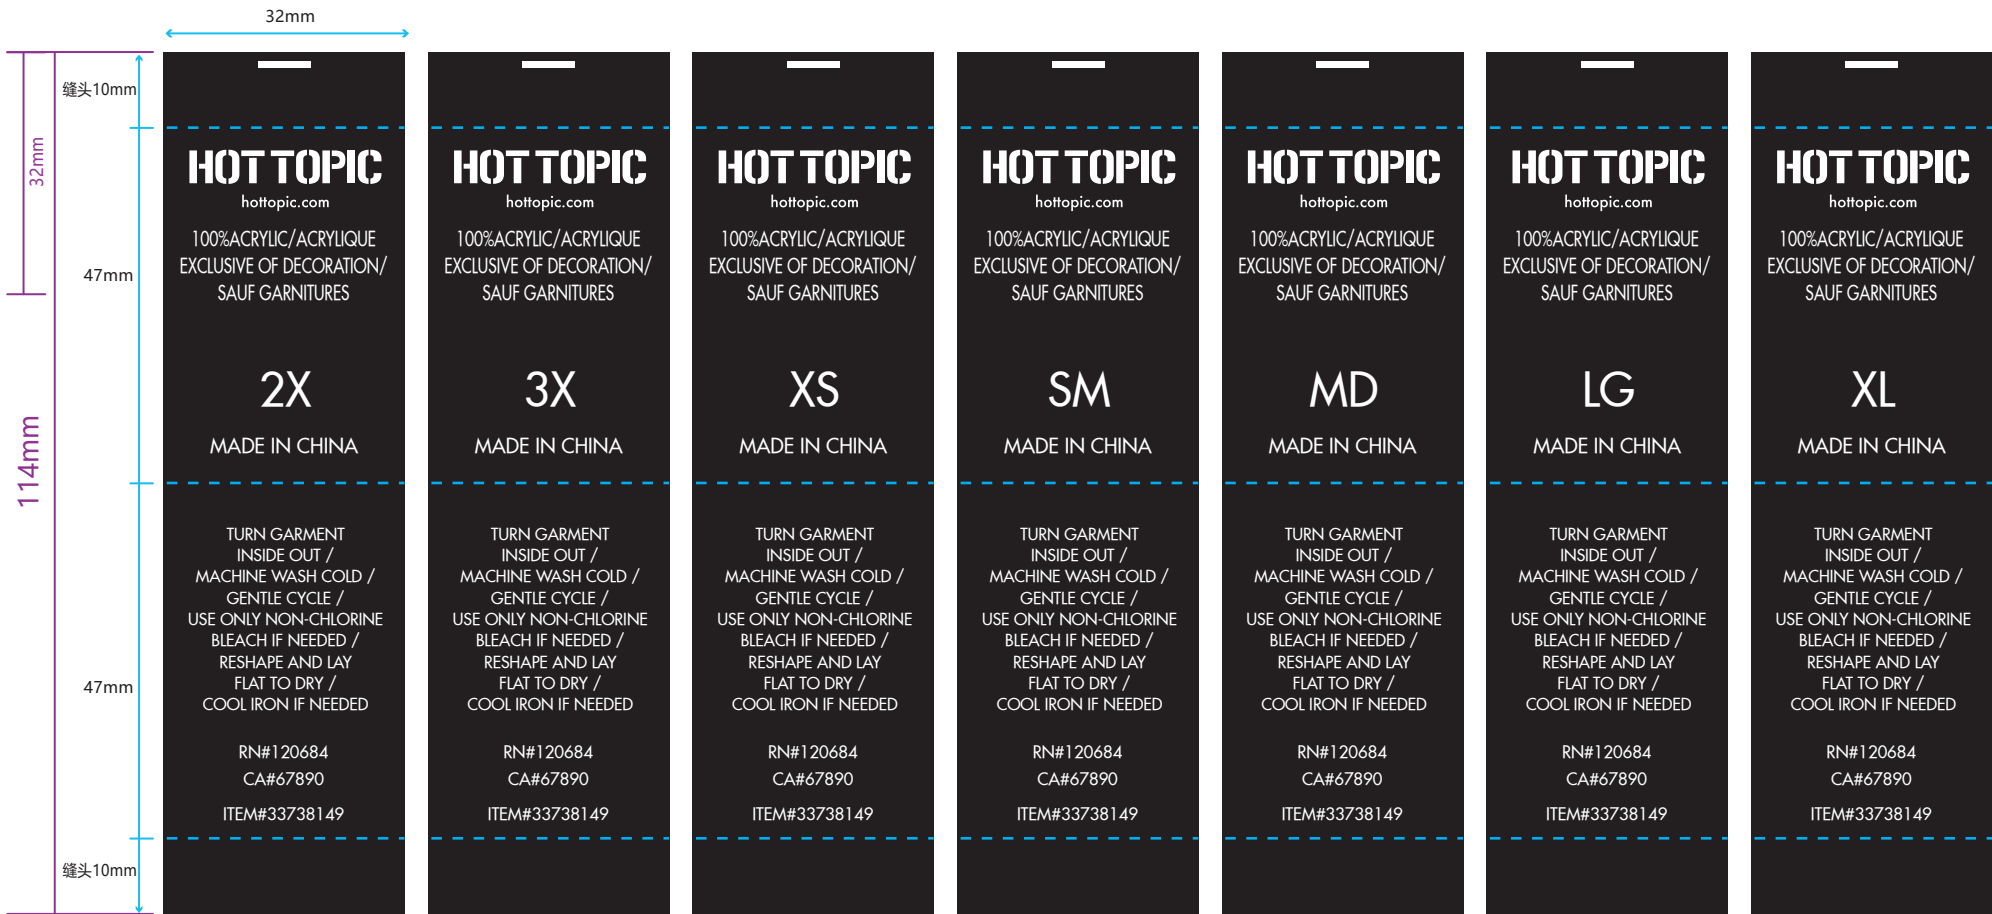 32mm
缝头10mm
32mm
47mm
114mm
47mm
缝头10mm
HOT TOPIC
hottopic.com
100%ACRYLIC/ACRYLIQUE
EXCLUSIVE OF DECORATION/
SAUF GARNITURES
2X
MADE IN CHINA
TURN GARMENT
INSIDE OUT /
MACHINE WASH COLD /
GENTLE CYCLE /
USE ONLY NON-CHLORINE
BLEACH IF NEEDED /
RESHAPE AND LAY
FLAT TO DRY /
COOL IRON IF NEEDED
RN#120684
CA#67890
ITEM#33738149
HOT TOPIC
hottopic.com
100%ACRYLIC/ACRYLIQUE
EXCLUSIVE OF DECORATION/
SAUF GARNITURES
3X
MADE IN CHINA
TURN GARMENT
INSIDE OUT /
MACHINE WASH COLD /
GENTLE CYCLE /
USE ONLY NON-CHLORINE
BLEACH IF NEEDED /
RESHAPE AND LAY
FLAT TO DRY /
COOL IRON IF NEEDED
RN#120684
CA#67890
ITEM#33738149
HOT TOPIC
hottopic.com
100%ACRYLIC/ACRYLIQUE
EXCLUSIVE OF DECORATION/
SAUF GARNITURES
XS
MADE IN CHINA
TURN GARMENT
INSIDE OUT /
MACHINE WASH COLD /
GENTLE CYCLE /
USE ONLY NON-CHLORINE
BLEACH IF NEEDED /
RESHAPE AND LAY
FLAT TO DRY /
COOL IRON IF NEEDED
RN#120684
CA#67890
ITEM#33738149
HOT TOPIC
hottopic.com
100%ACRYLIC/ACRYLIQUE
EXCLUSIVE OF DECORATION/
SAUF GARNITURES
SM
MADE IN CHINA
TURN GARMENT
INSIDE OUT /
MACHINE WASH COLD /
GENTLE CYCLE /
USE ONLY NON-CHLORINE
BLEACH IF NEEDED /
RESHAPE AND LAY
FLAT TO DRY /
COOL IRON IF NEEDED
RN#120684
CA#67890
ITEM#33738149
HOT TOPIC
hottopic.com
100%ACRYLIC/ACRYLIQUE
EXCLUSIVE OF DECORATION/
SAUF GARNITURES
MD
MADE IN CHINA
TURN GARMENT
INSIDE OUT /
MACHINE WASH COLD /
GENTLE CYCLE /
USE ONLY NON-CHLORINE
BLEACH IF NEEDED /
RESHAPE AND LAY
FLAT TO DRY /
COOL IRON IF NEEDED
RN#120684
CA#67890
ITEM#33738149
HOT TOPIC
hottopic.com
100%ACRYLIC/ACRYLIQUE
EXCLUSIVE OF DECORATION/
SAUF GARNITURES
LG
MADE IN CHINA
TURN GARMENT
INSIDE OUT /
MACHINE WASH COLD /
GENTLE CYCLE /
USE ONLY NON-CHLORINE
BLEACH IF NEEDED /
RESHAPE AND LAY
FLAT TO DRY /
COOL IRON IF NEEDED
RN#120684
CA#67890
ITEM#33738149
HOT TOPIC
hottopic.com
100%ACRYLIC/ACRYLIQUE
EXCLUSIVE OF DECORATION/
SAUF GARNITURES
XL
MADE IN CHINA
TURN GARMENT
INSIDE OUT /
MACHINE WASH COLD /
GENTLE CYCLE /
USE ONLY NON-CHLORINE
BLEACH IF NEEDED /
RESHAPE AND LAY
FLAT TO DRY /
COOL IRON IF NEEDED
RN#120684
CA#67890
ITEM#33738149